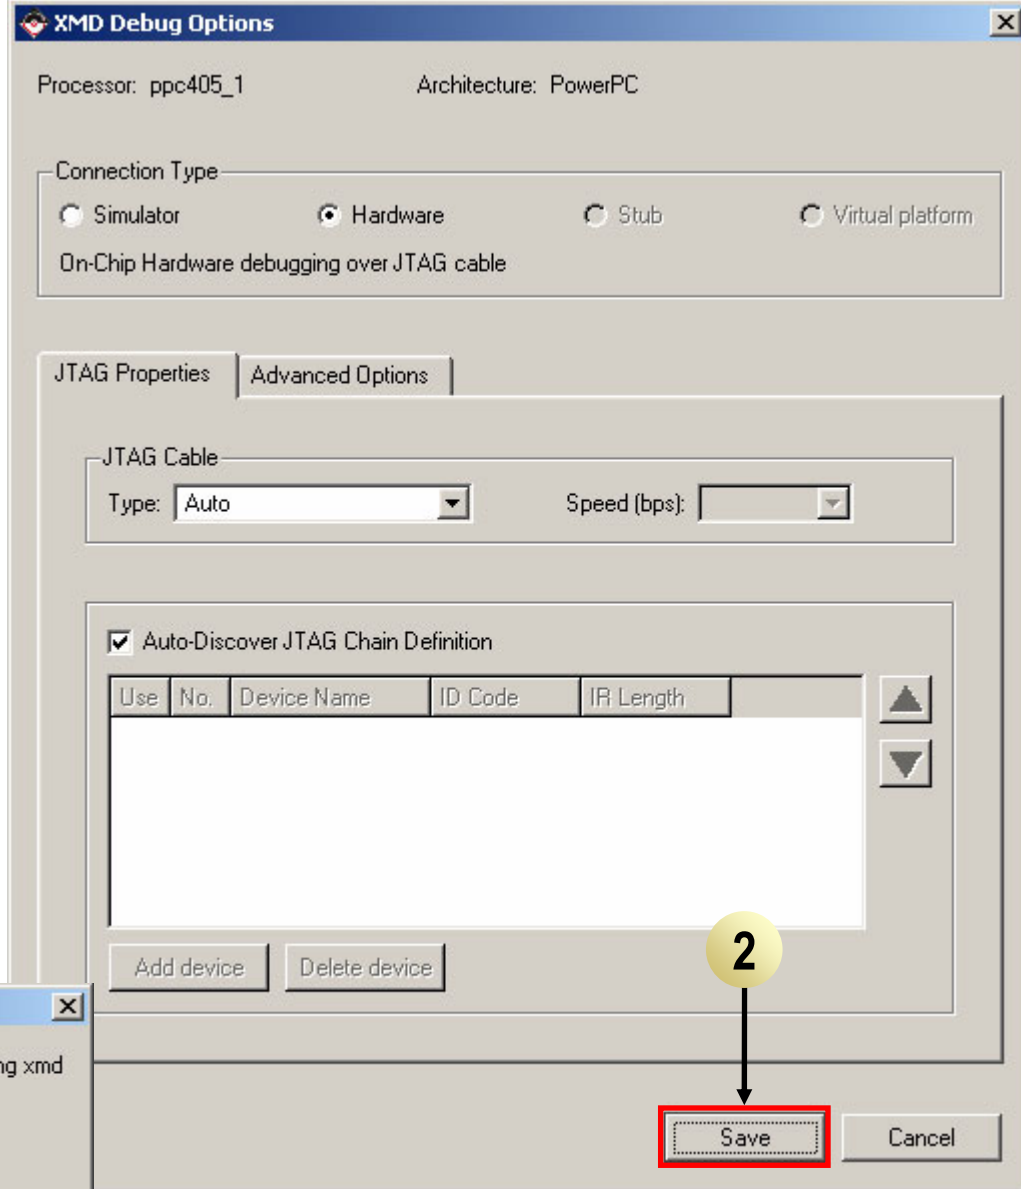 XMD Debug Options
Processor: ppc405_1 Architecture: PowerPC
Connection Type
Simulator Hardware Stub Virtual platform
On-Chip Hardware debugging over JTAG cable
JTAG Properties Advanced Options
JTAG Cable
Type: Auto Speed (bps):
Auto-Discover JTAG Chain Definition
Use No. Device Name ID Code IR Length
Add device Delete device
2
xmd
Save Cancel